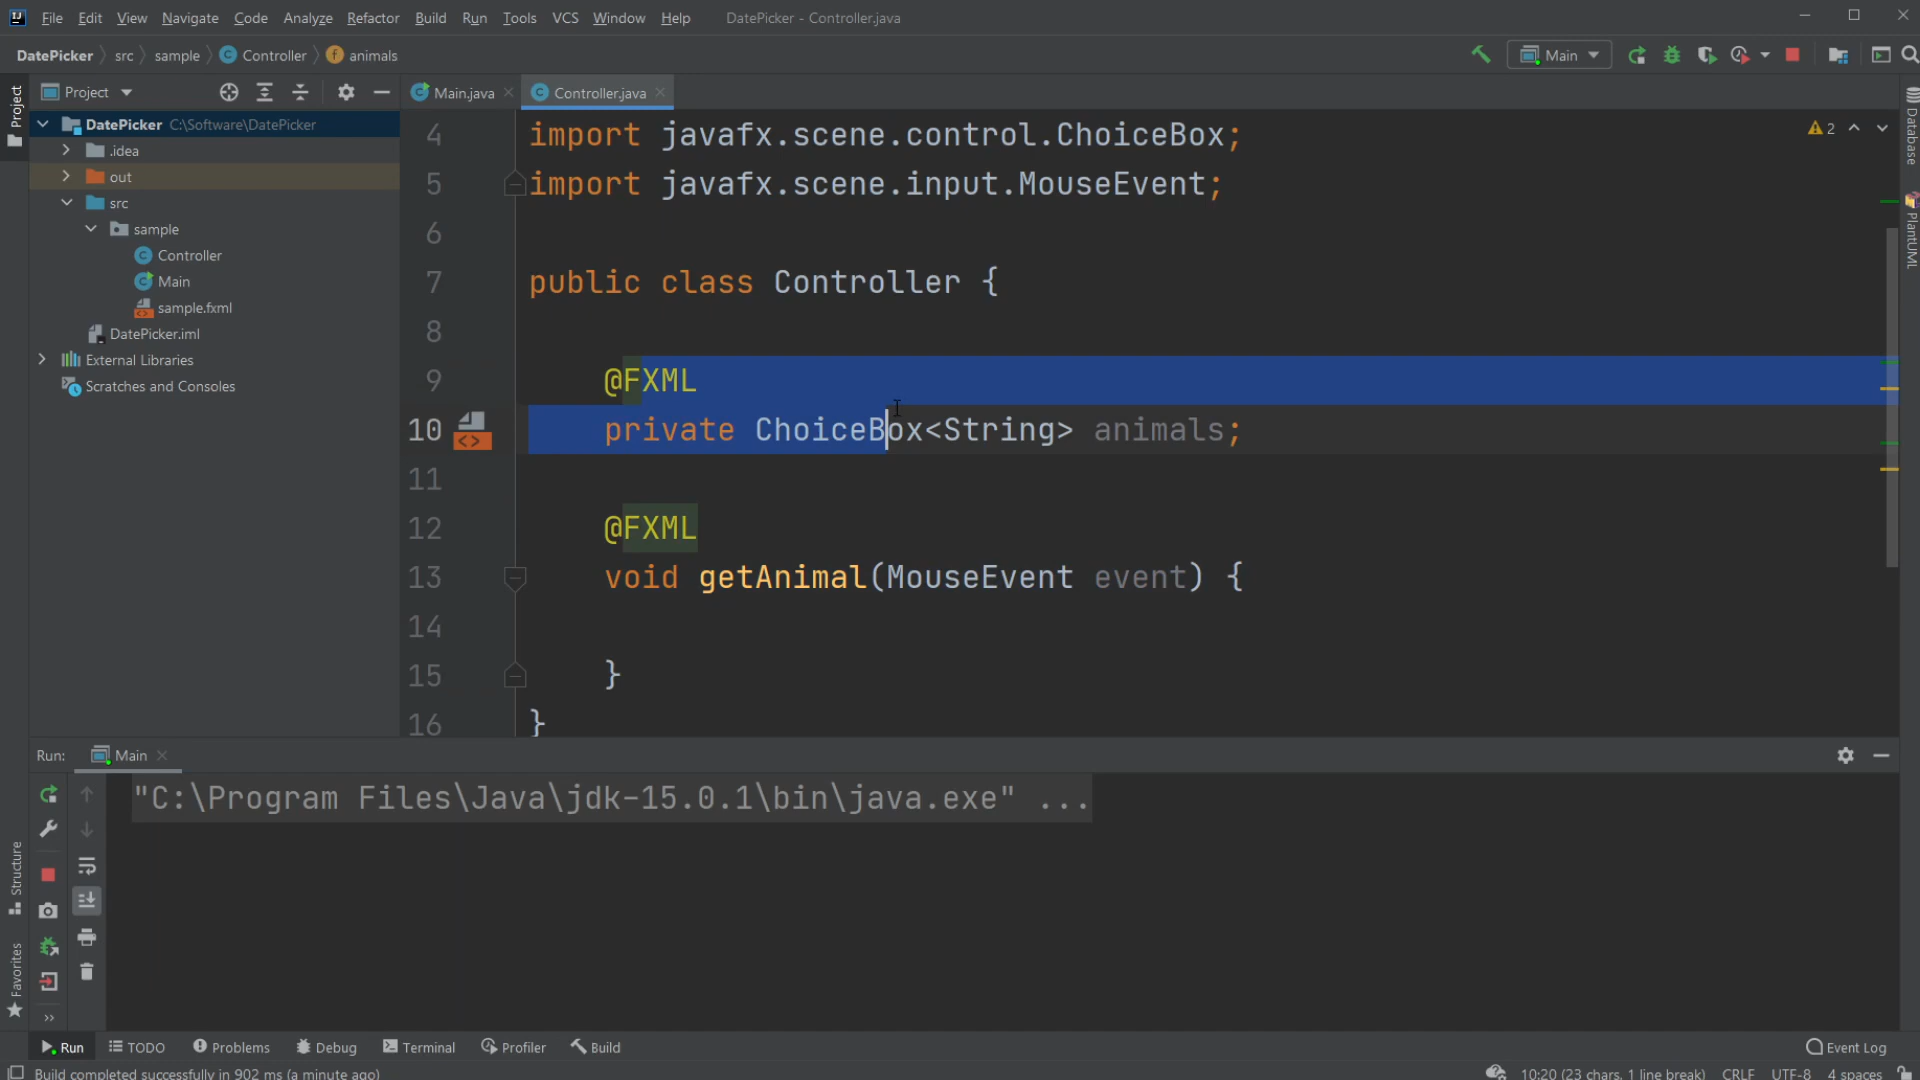 File Edit View Navigate Code Analyze Refactor Build Run Tools VCS Window Help DatePicker - Controller.java
DatePicker src sample Controller animals Main
Project Main.java Controller.java
DatePicker C:\Software\DatePicker
.idea
out
src
sample
Controller
Main
sample.fxml
DatePicker.iml
External Libraries
Scratches and Consoles
4 import javafx.scene.control.ChoiceBox;
5 import javafx.scene.input.MouseEvent;
6
7 public class Controller {
8
9 @FXML
10 private ChoiceBox<String> animals;
11
12 @FXML
13 void getAnimal(MouseEvent event) {
14
15 }
16 }
2
Project
Structure
Favorites
Database
PlantUML
Run: Main
"C:\Program Files\Java\jdk-15.0.1\bin\java.exe" ...
Run TODO Problems Debug Terminal Profiler Build Event Log
Build completed successfully in 902 ms (a minute ago) 10:20 (23 chars, 1 line break) CRLF UTF-8 4 spaces